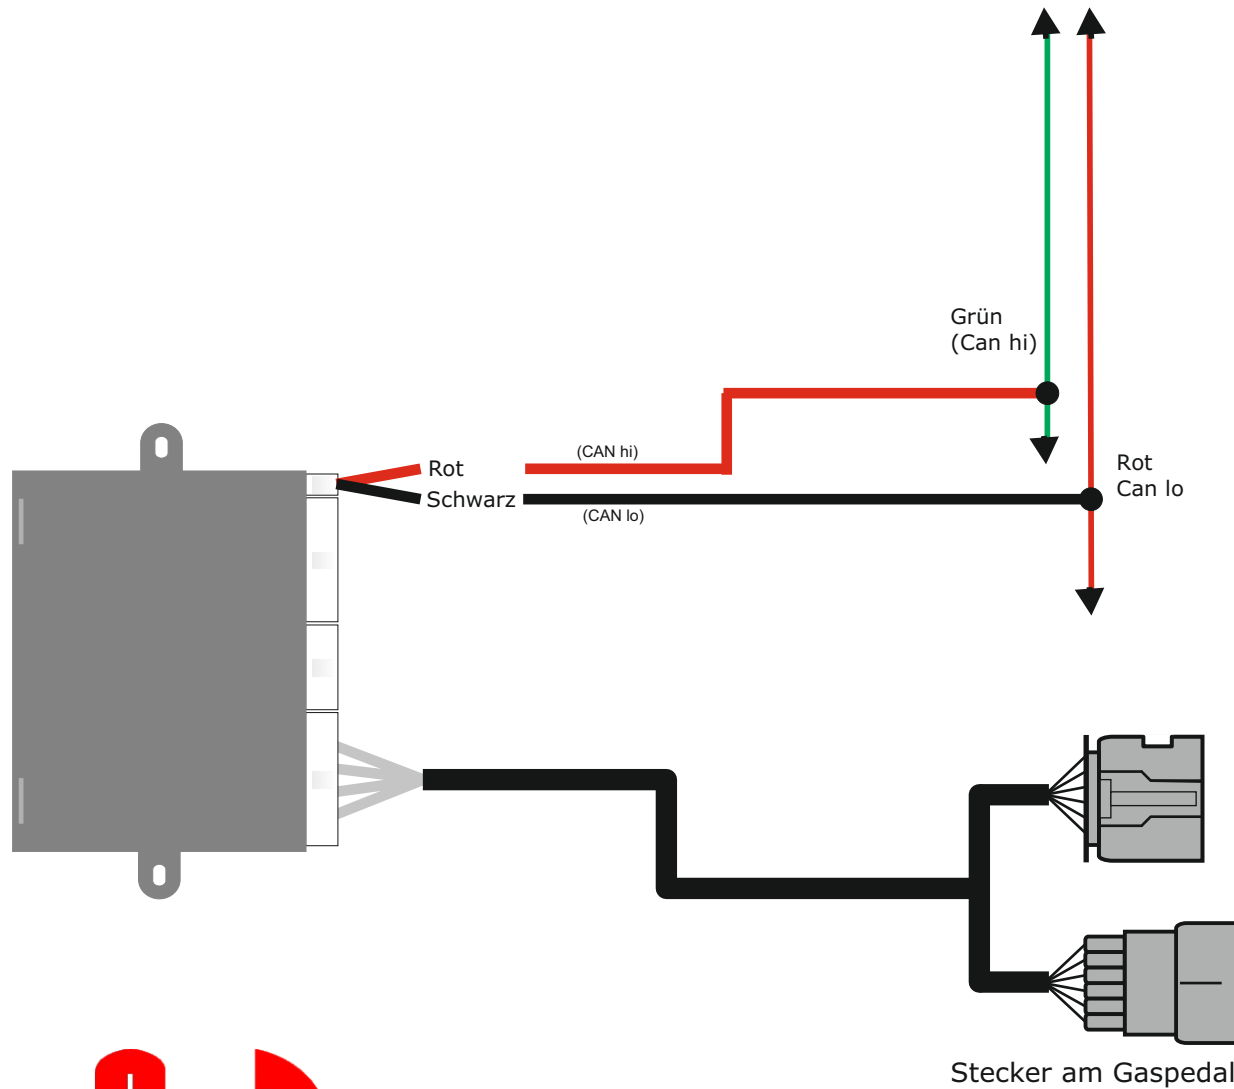 Grün
(Can hi)
(CAN hi)
Rot
Rot
Can lo
Schwarz
(CAN lo)
Stecker am Gaspedal